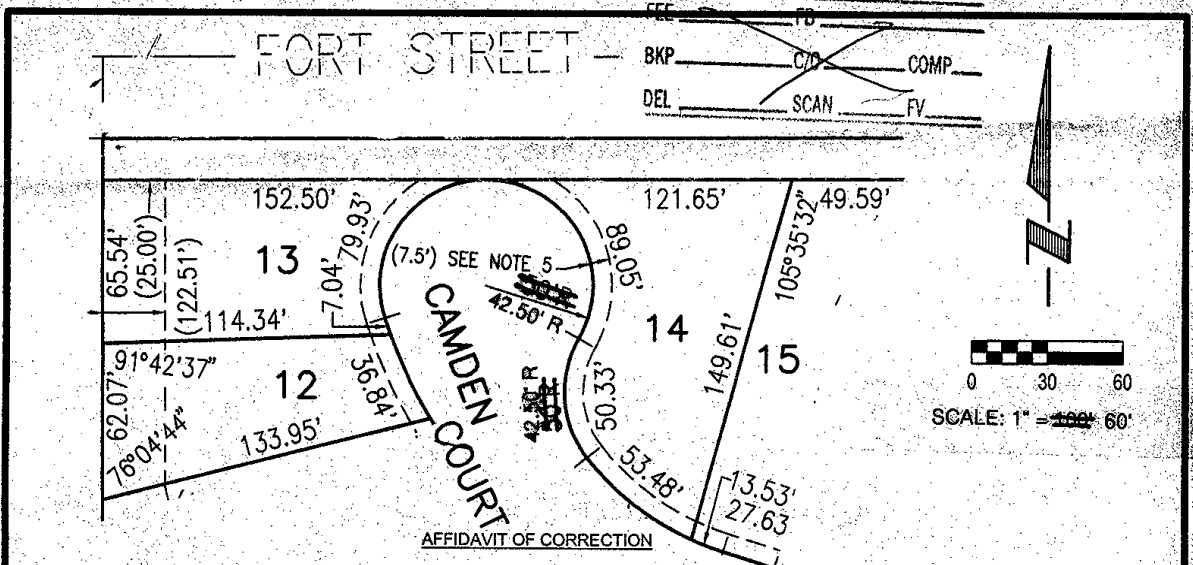 FEE FB
FORT STREET
BKP C/O COMP
DEL SCAN FV
152.50'
121.65'
49.59'
65.54'
(25.00')
(122.51')
13
79.93'
7.04'
(7.5') SEE NOTE 5
89.05'
105°35'32"
42.50' R
14
15
149.61'
114.34'
91°42'37"
12
36.84'
62.07'
76°04'44"
133.95'
CAMDEN COURT
42.50' R
50.33'
53.48'
13.53'
27.63
0 30 60
SCALE: 1" = 100' 60'
AFFIDAVIT OF CORRECTION